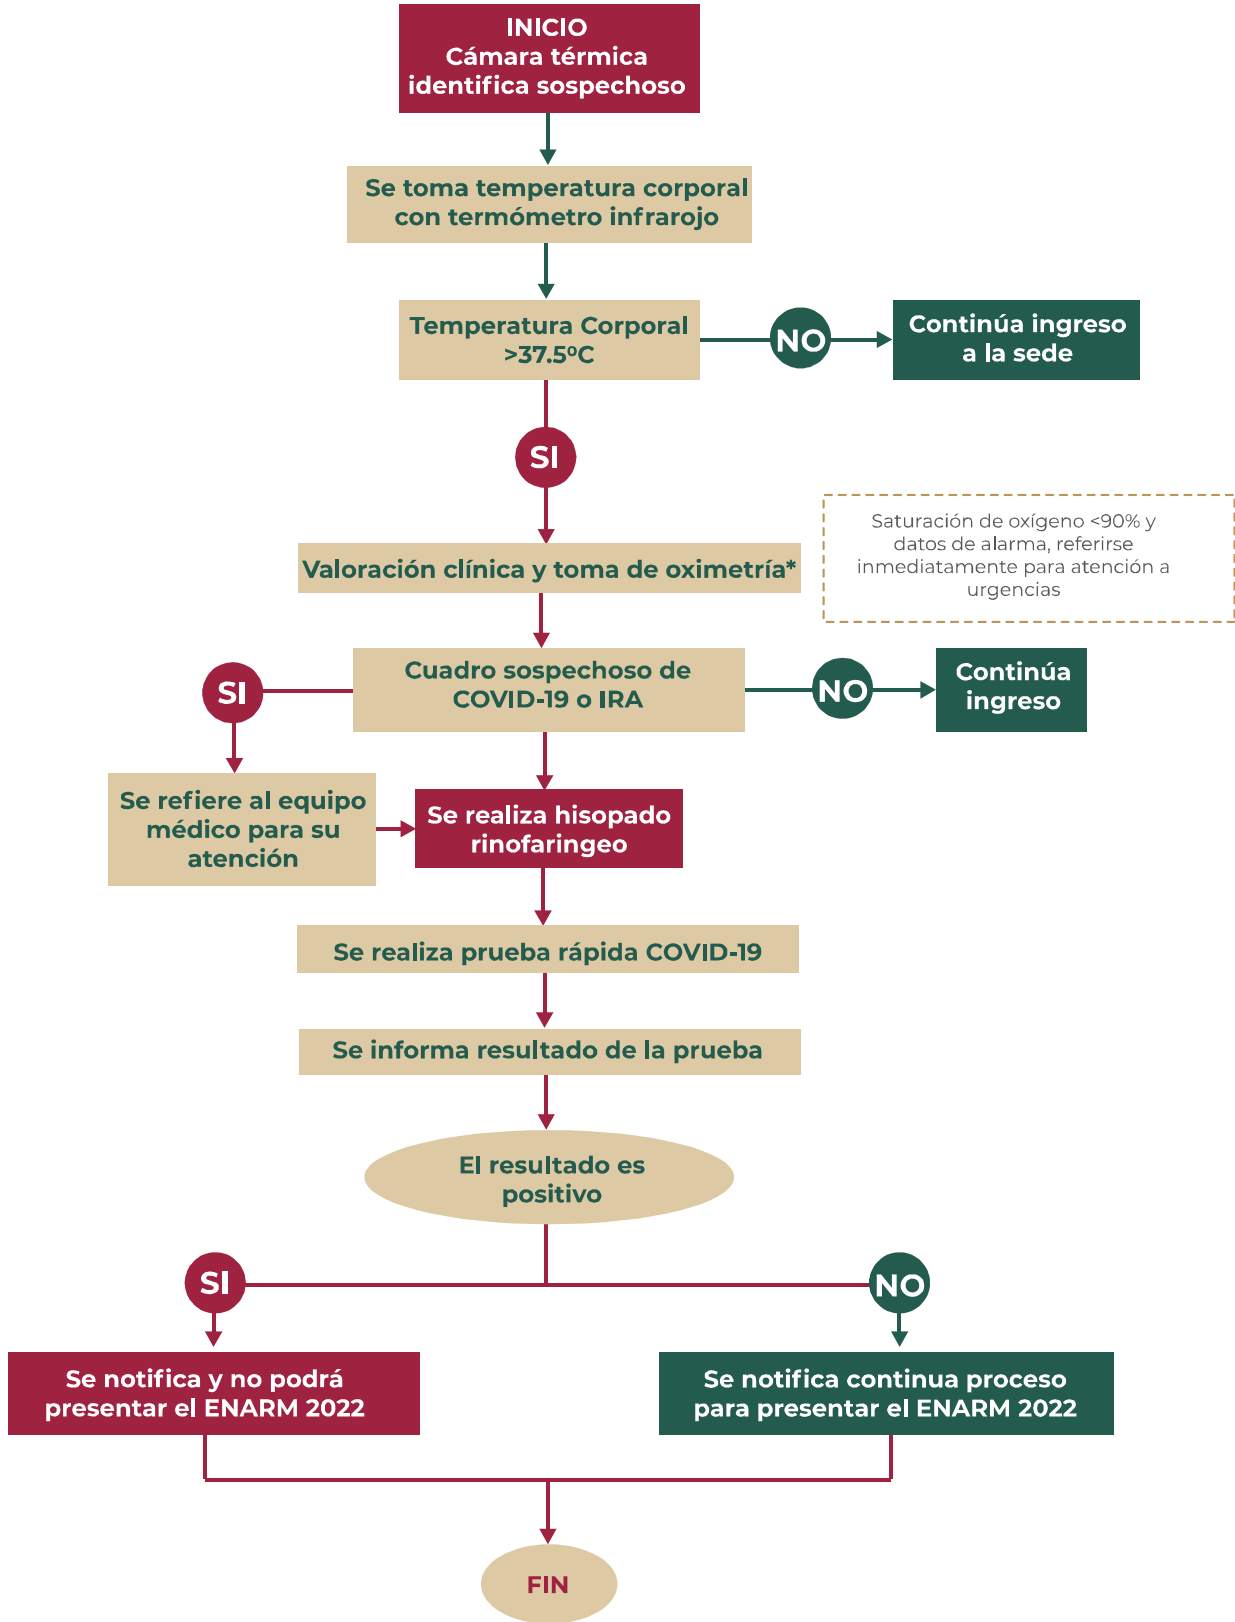 INICIO
Cámara térmica
identifica sospechoso
Se toma temperatura corporal
con termómetro infrarojo
Temperatura Corporal
>37.5ºC
NO
Continúa ingreso
a la sede
SI
Saturación de oxígeno <90% y
datos de alarma, referirse
inmediatamente para atención a
urgencias
Valoración clínica y toma de oximetría*
Cuadro sospechoso de
COVID-19 o IRA
SI
NO
Continúa
ingreso
Se refiere al equipo
médico para su
atención
Se realiza hisopado
rinofaringeo
Se realiza prueba rápida COVID-19
Se informa resultado de la prueba
El resultado es
positivo
SI
NO
Se notifica y no podrá
presentar el ENARM 2022
Se notifica continua proceso
para presentar el ENARM 2022
FIN